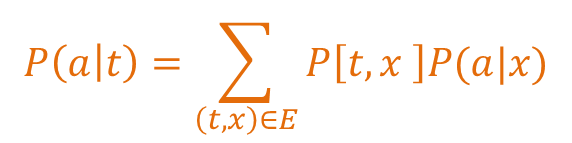 P(a|t) = ∑ P[t, x ]P(a|x)
(t,x)∈E